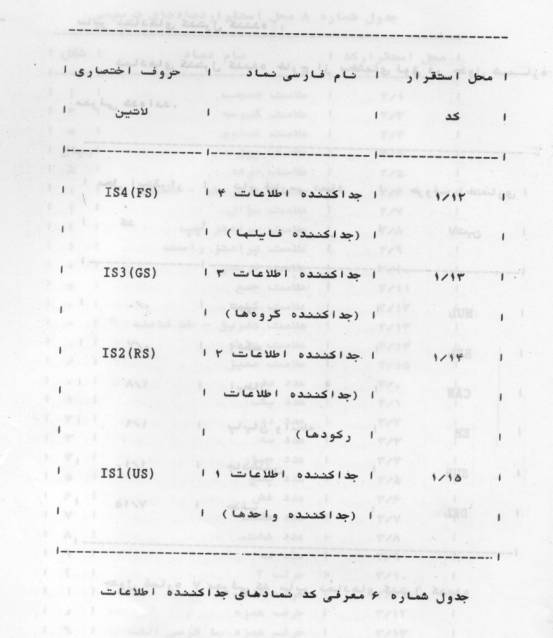 محل استقرار | نام فارسی نماد | حروف اختصاری
کد | | لاتین
۱/۱۲ | جداکننده اطلاعات ۴ | IS4(FS)
(جداکننده فایلها)
۱/۱۳ | جداکننده اطلاعات ۳ | IS3(GS)
(جداکننده گروه‌ها)
۱/۱۴ | جداکننده اطلاعات ۲ | IS2(RS)
(جداکننده اطلاعات
رکودها)
۱/۱۵ | جداکننده اطلاعات ۱ | IS1(US)
(جداکننده واحدها)
جدول شماره ۶ معرفی کد نمادهای جداکننده اطلاعات